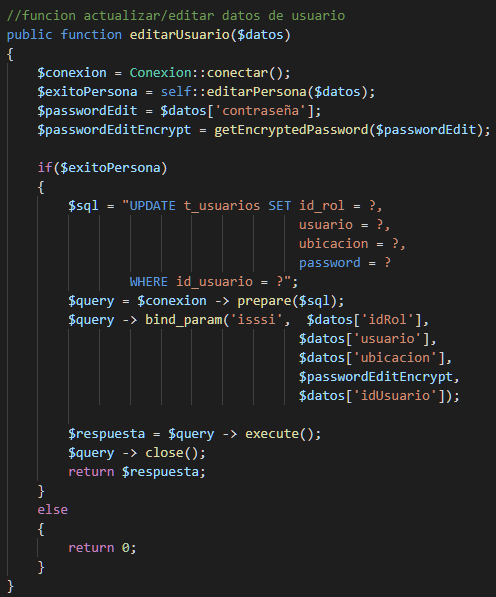 //funcion actualizar/editar datos de usuario
public function editarUsuario($datos)
{
$conexion = Conexion::conectar();
$exitoPersona = self::editarPersona($datos);
$passwordEdit = $datos['contraseña'];
$passwordEditEncrypt = getEncryptedPassword($passwordEdit);
if($exitoPersona)
{
$sql = "UPDATE t_usuarios SET id_rol = ?,
usuario = ?,
ubicacion = ?,
password = ?
WHERE id_usuario = ?";
$query = $conexion -> prepare($sql);
$query -> bind_param('isssi', $datos['idRol'],
$datos['usuario'],
$datos['ubicacion'],
$passwordEditEncrypt,
$datos['idUsuario']);
$respuesta = $query -> execute();
$query -> close();
return $respuesta;
}
else
{
return 0;
}
}